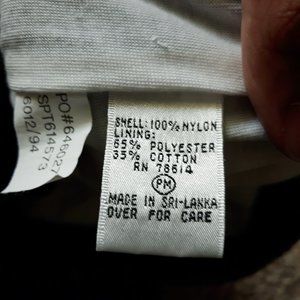 PO#646027
SPT614573
6012/94
SHELL: 100% NYLON
LINING:
65% POLYESTER
35% COTTON
RN 78614
PM
MADE IN SRI-LANKA
OVER FOR CARE